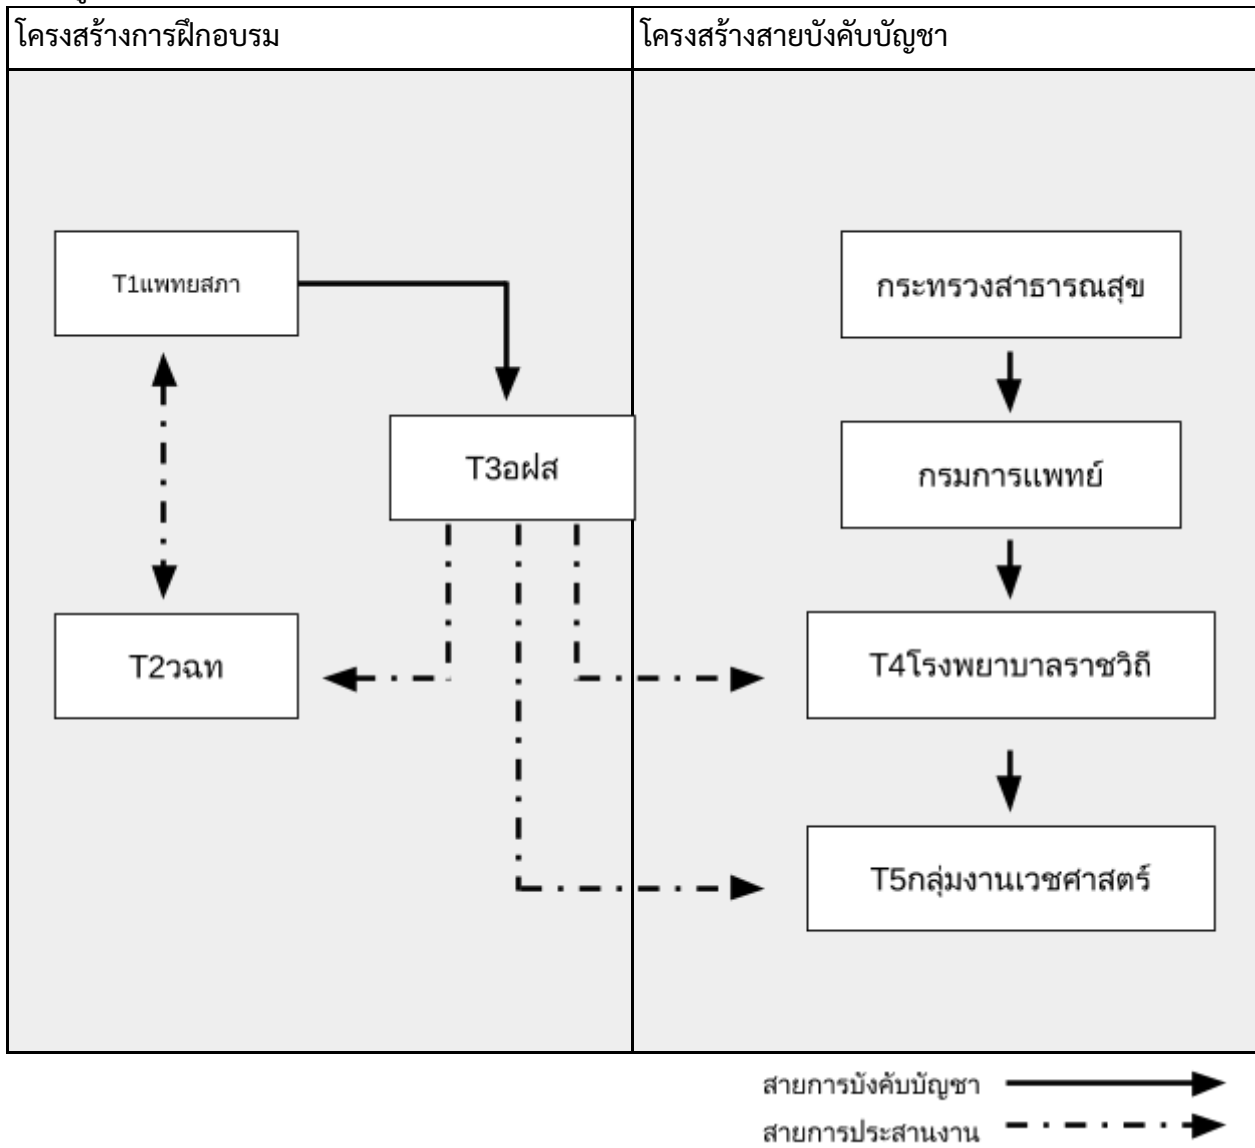 โครงสร้างการฝึกอบรม
โครงสร้างสายบังคับบัญชา
T1แพทยสภา
กระทรวงสาธารณสุข
T3อฝส
กรมการแพทย์
T2วฉท
T4โรงพยาบาลราชวิถี
T5กลุ่มงานเวชศาสตร์
สายการบังคับบัญชา
สายการประสานงาน